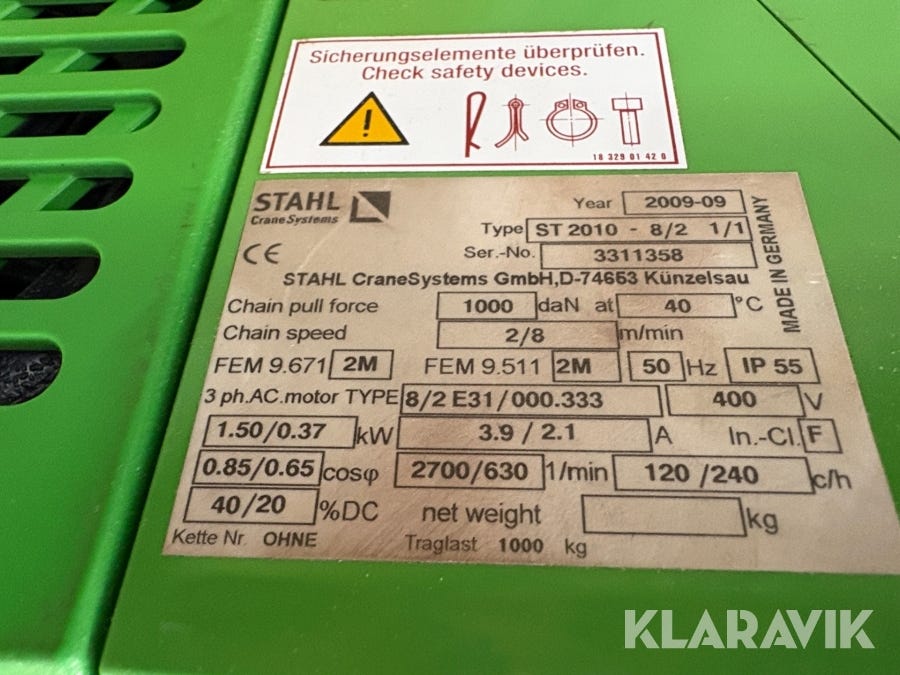 Sicherungselemente überprüfen.
Check safety devices.
18 329 01 42 0
STAHL
CraneSystems
Year 2009-09
Type ST 2010 - 8/2 1/1
Ser.-No. 3311358
CE
MADE IN GERMANY
STAHL CraneSystems GmbH,D-74653 Künzelsau
Chain pull force 1000 daN at 40 °C
Chain speed 2/8 m/min
FEM 9.671 2M FEM 9.511 2M 50 Hz IP 55
3 ph.AC.motor TYPE 8/2 E31/000.333 400 V
1.50/0.37 kW 3.9 / 2.1 A In.-Cl. F
0.85/0.65 cosφ 2700/630 1/min 120 /240 c/h
40/20 %DC net weight kg
Kette Nr. OHNE Traglast 1000 kg
KLARAVIK